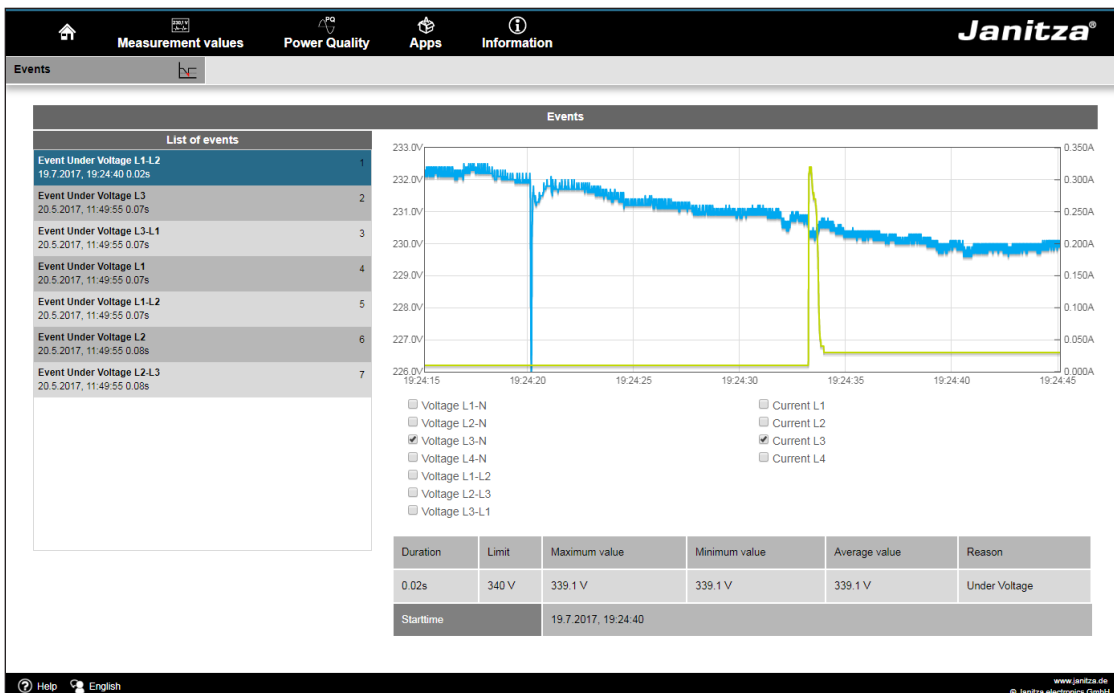 230,1 V
PQ
Measurement values
Power Quality
Apps
Information
Janitza®
Events
Events
List of events
Event Under Voltage L1-L2
1
19.7.2017, 19:24:40 0.02s
Event Under Voltage L3
2
20.5.2017, 11:49:55 0.07s
Event Under Voltage L3-L1
3
20.5.2017, 11:49:55 0.07s
Event Under Voltage L1
4
20.5.2017, 11:49:55 0.07s
Event Under Voltage L1-L2
5
20.5.2017, 11:49:55 0.07s
Event Under Voltage L2
6
20.5.2017, 11:49:55 0.08s
Event Under Voltage L2-L3
7
20.5.2017, 11:49:55 0.08s
233.0V
232.0V
231.0V
230.0V
229.0V
228.0V
227.0V
226.0V
0.350A
0.300A
0.250A
0.200A
0.150A
0.100A
0.050A
0.000A
19:24:15 19:24:20 19:24:25 19:24:30 19:24:35 19:24:40 19:24:45
Voltage L1-N
Voltage L2-N
Voltage L3-N
Voltage L4-N
Voltage L1-L2
Voltage L2-L3
Voltage L3-L1
Current L1
Current L2
Current L3
Current L4
Duration Limit Maximum value Minimum value Average value Reason
0.02s 340 V 339.1 V 339.1 V 339.1 V Under Voltage
Starttime 19.7.2017, 19:24:40
Help English
www.janitza.de
© Janitza electronics GmbH